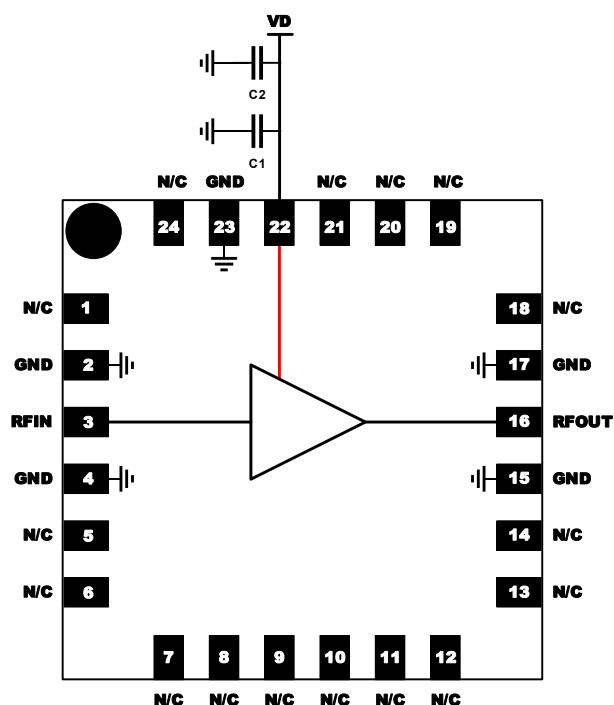 VD
C2
C1
N/C GND N/C N/C N/C
24 23 22 21 20 19
N/C 1 18 N/C
GND 2 17 GND
RFIN 3 16 RFOUT
GND 4 15 GND
N/C 5 14 N/C
N/C 6 13 N/C
7 8 9 10 11 12
N/C N/C N/C N/C N/C N/C